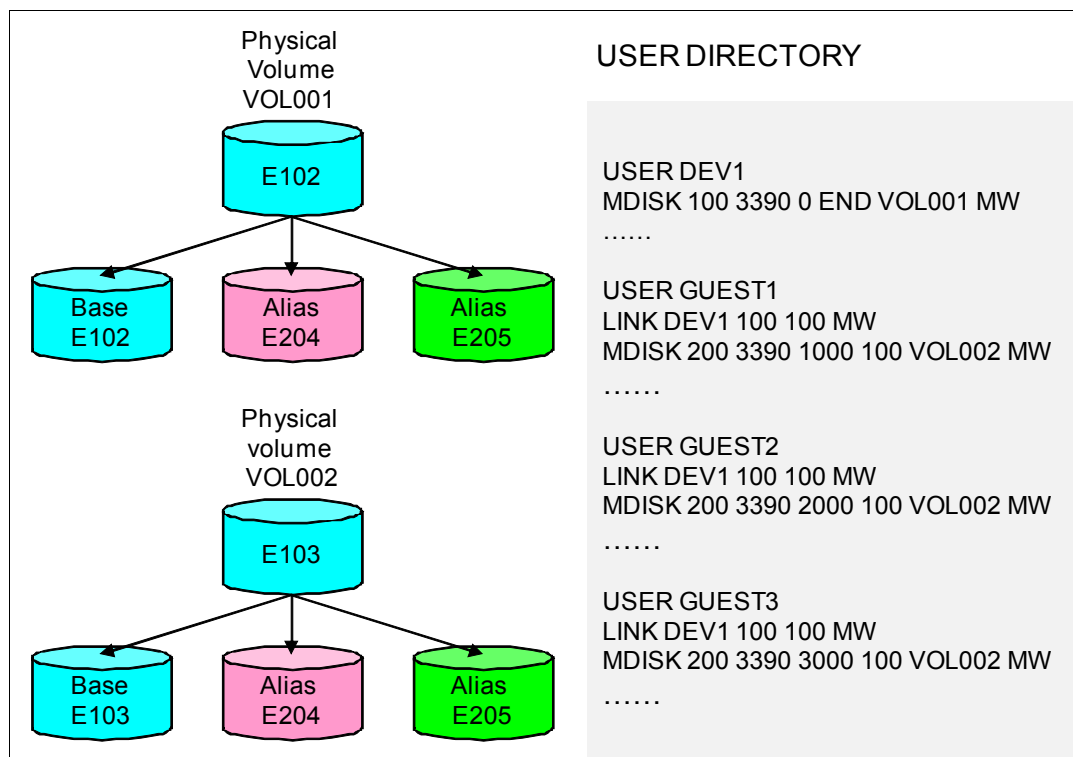 Physical
Volume
VOL001
E102
Base
E102
Alias
E204
Alias
E205
Physical
volume
VOL002
E103
Base
E103
Alias
E204
Alias
E205
USER DIRECTORY
USER DEV1
MDISK 100 3390 0 END VOL001 MW
......
USER GUEST1
LINK DEV1 100 100 MW
MDISK 200 3390 1000 100 VOL002 MW
......
USER GUEST2
LINK DEV1 100 100 MW
MDISK 200 3390 2000 100 VOL002 MW
......
USER GUEST3
LINK DEV1 100 100 MW
MDISK 200 3390 3000 100 VOL002 MW
......